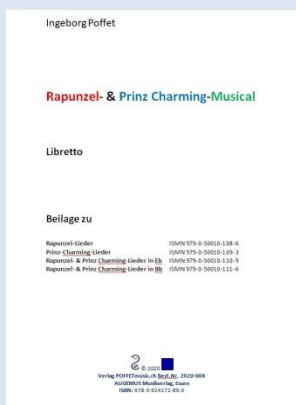 Ingeborg Poffet
Rapunzel- & Prinz Charming-Musical
Libretto
Beilage zu
Rapunzel-Lieder ISMN 979-0-50010-108-6
Prinz-Charming-Lieder ISMN 979-0-50010-109-3
Rapunzel- & Prinz Charming-Lieder in Eb ISMN 979-0-50010-110-9
Rapunzel- & Prinz Charming-Lieder in Bb ISMN 979-0-50010-111-6
© 2020
Verlag POFFETmusic.ch Best.Nr. 2020-004
AUGEMUS Musikverlag, Essen
ISBN: 978-3-924272-89-0